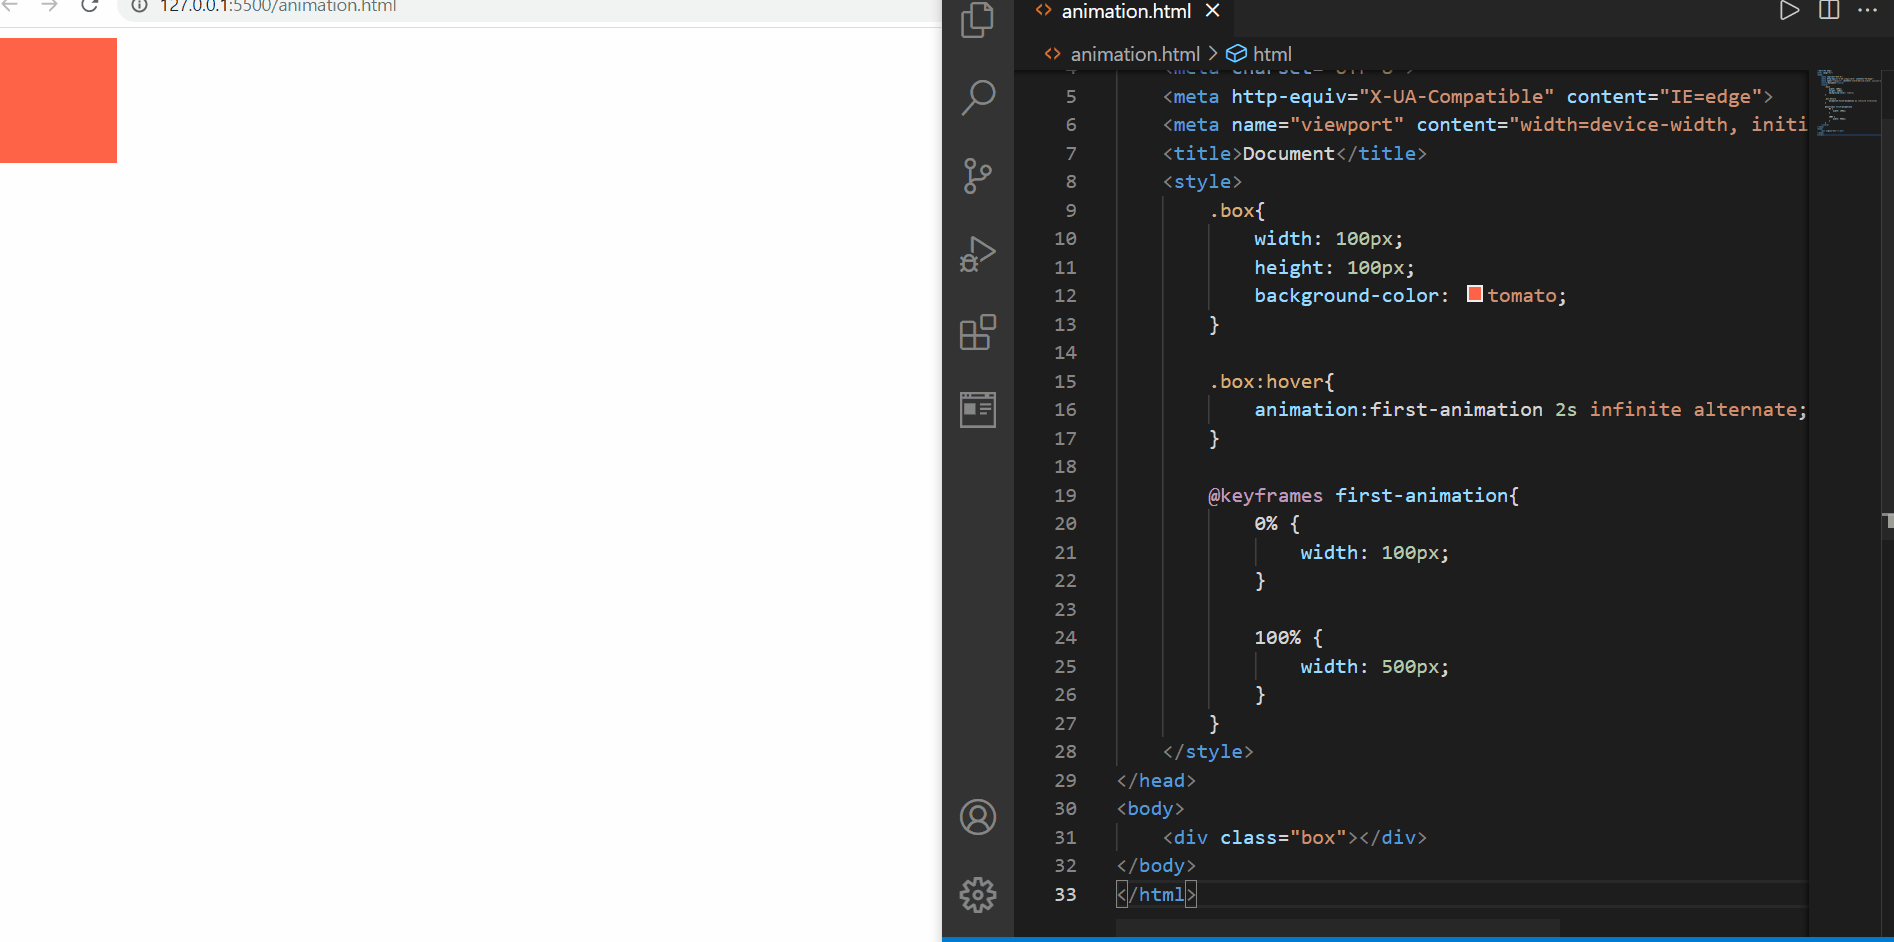 127.0.0.1:5500/animation.html
animation.html
animation.html > html
5 <meta http-equiv="X-UA-Compatible" content="IE=edge">
6 <meta name="viewport" content="width=device-width, initi
7 <title>Document</title>
8 <style>
9 .box{
10 width: 100px;
11 height: 100px;
12 background-color: tomato;
13 }
14
15 .box:hover{
16 animation:first-animation 2s infinite alternate;
17 }
18
19 @keyframes first-animation{
20 0% {
21 width: 100px;
22 }
23
24 100% {
25 width: 500px;
26 }
27 }
28 </style>
29 </head>
30 <body>
31 <div class="box"></div>
32 </body>
33 </html>